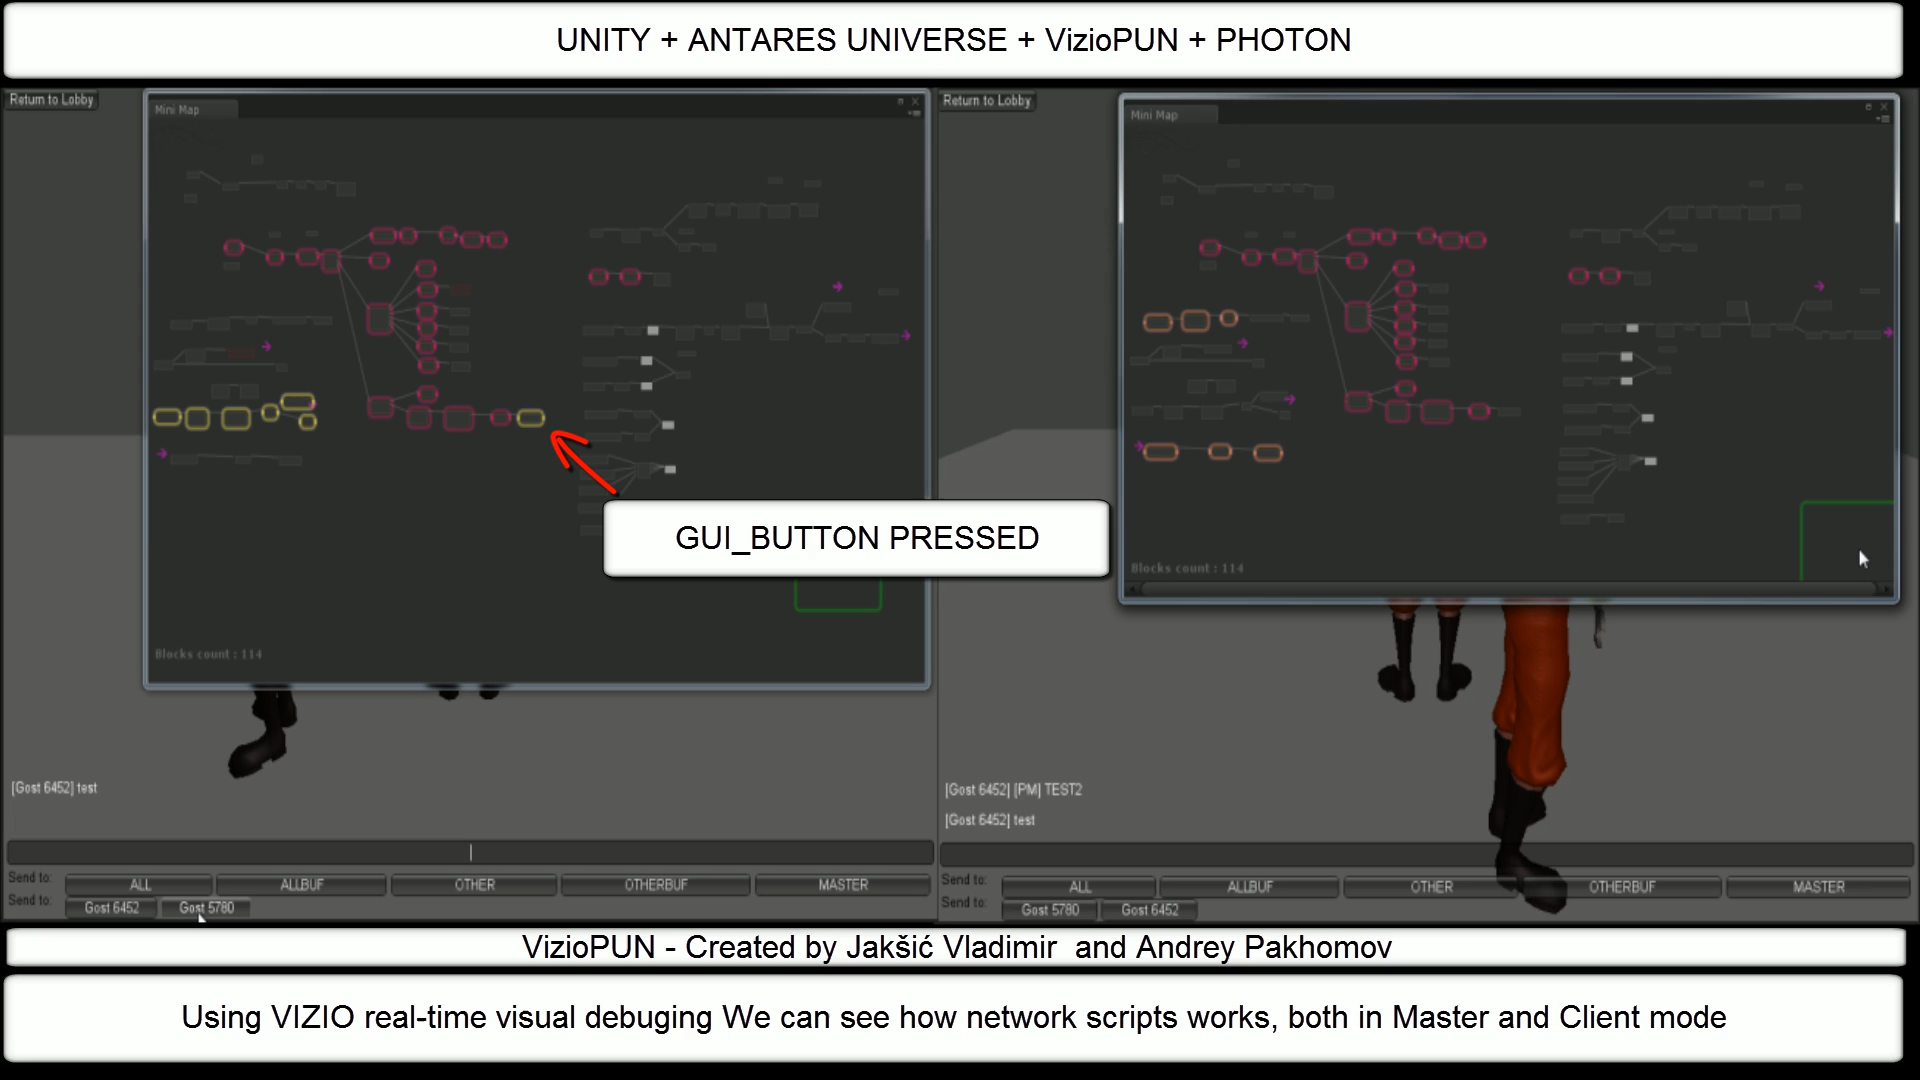 UNITY + ANTARES UNIVERSE + VizioPUN + PHOTON
Return to Lobby
Mini Map
Blocks count : 114
GUI_BUTTON PRESSED
[Gost 6452] test
Send to: ALL ALLBUF OTHER OTHERBUF MASTER
Send to: Gost 6452 Gost 5780
Return to Lobby
Mini Map
Blocks count : 114
[Gost 6452] [PM] TEST2
[Gost 6452] test
Send to: ALL ALLBUF OTHER OTHERBUF MASTER
Send to: Gost 5780 Gost 6452
VizioPUN - Created by Jakšić Vladimir and Andrey Pakhomov
Using VIZIO real-time visual debuging We can see how network scripts works, both in Master and Client mode